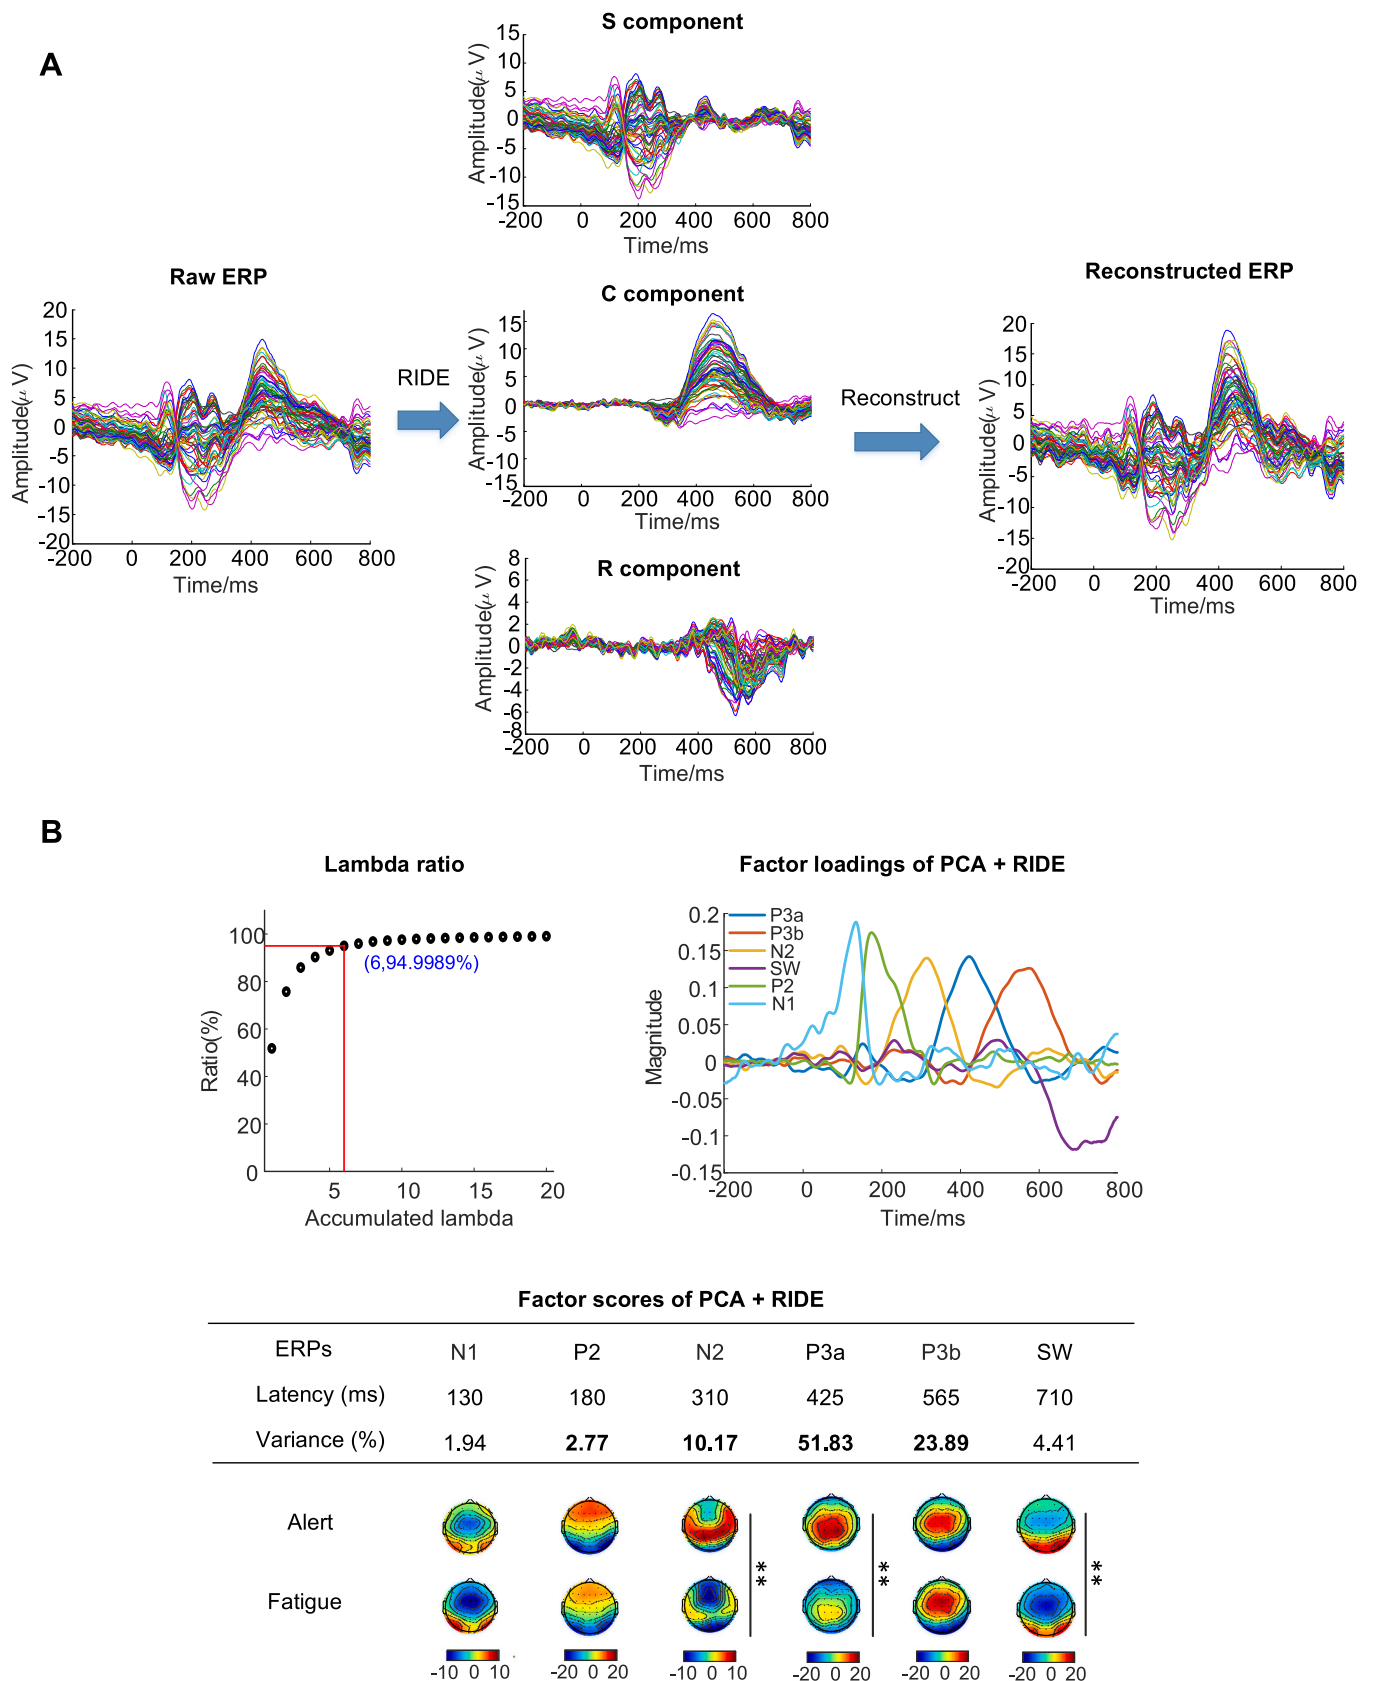 A
S component
Amplitude(μ V)
15
10
5
0
-5
-10
-15
-200 0 200 400 600 800
Time/ms
Raw ERP
Amplitude(μ V)
20
15
10
5
0
-5
-10
-15
-20
-200 0 200 400 600 800
Time/ms
RIDE
C component
Amplitude(μ V)
15
10
5
0
-5
-10
-15
-200 0 200 400 600 800
Time/ms
Reconstruct
Reconstructed ERP
Amplitude(μ V)
20
15
10
5
0
-5
-10
-15
-20
-200 0 200 400 600 800
Time/ms
R component
Amplitude(μ V)
8
6
4
2
0
-2
-4
-6
-8
-200 0 200 400 600 800
Time/ms
B
Lambda ratio
Ratio(%)
100
80
60
40
20
0
(6,94.9989%)
5 10 15 20
Accumulated lambda
Factor loadings of PCA + RIDE
Magnitude
0.2
0.15
0.1
0.05
0
-0.05
-0.1
-0.15
P3a
P3b
N2
SW
P2
N1
-200 0 200 400 600 800
Time/ms
Factor scores of PCA + RIDE
ERPs N1 P2 N2 P3a P3b SW
Latency (ms) 130 180 310 425 565 710
Variance (%) 1.94 2.77 10.17 51.83 23.89 4.41
Alert
** ** **
Fatigue
-10 0 10 -20 0 20 -10 0 10 -20 0 20 -20 0 20 -20 0 20